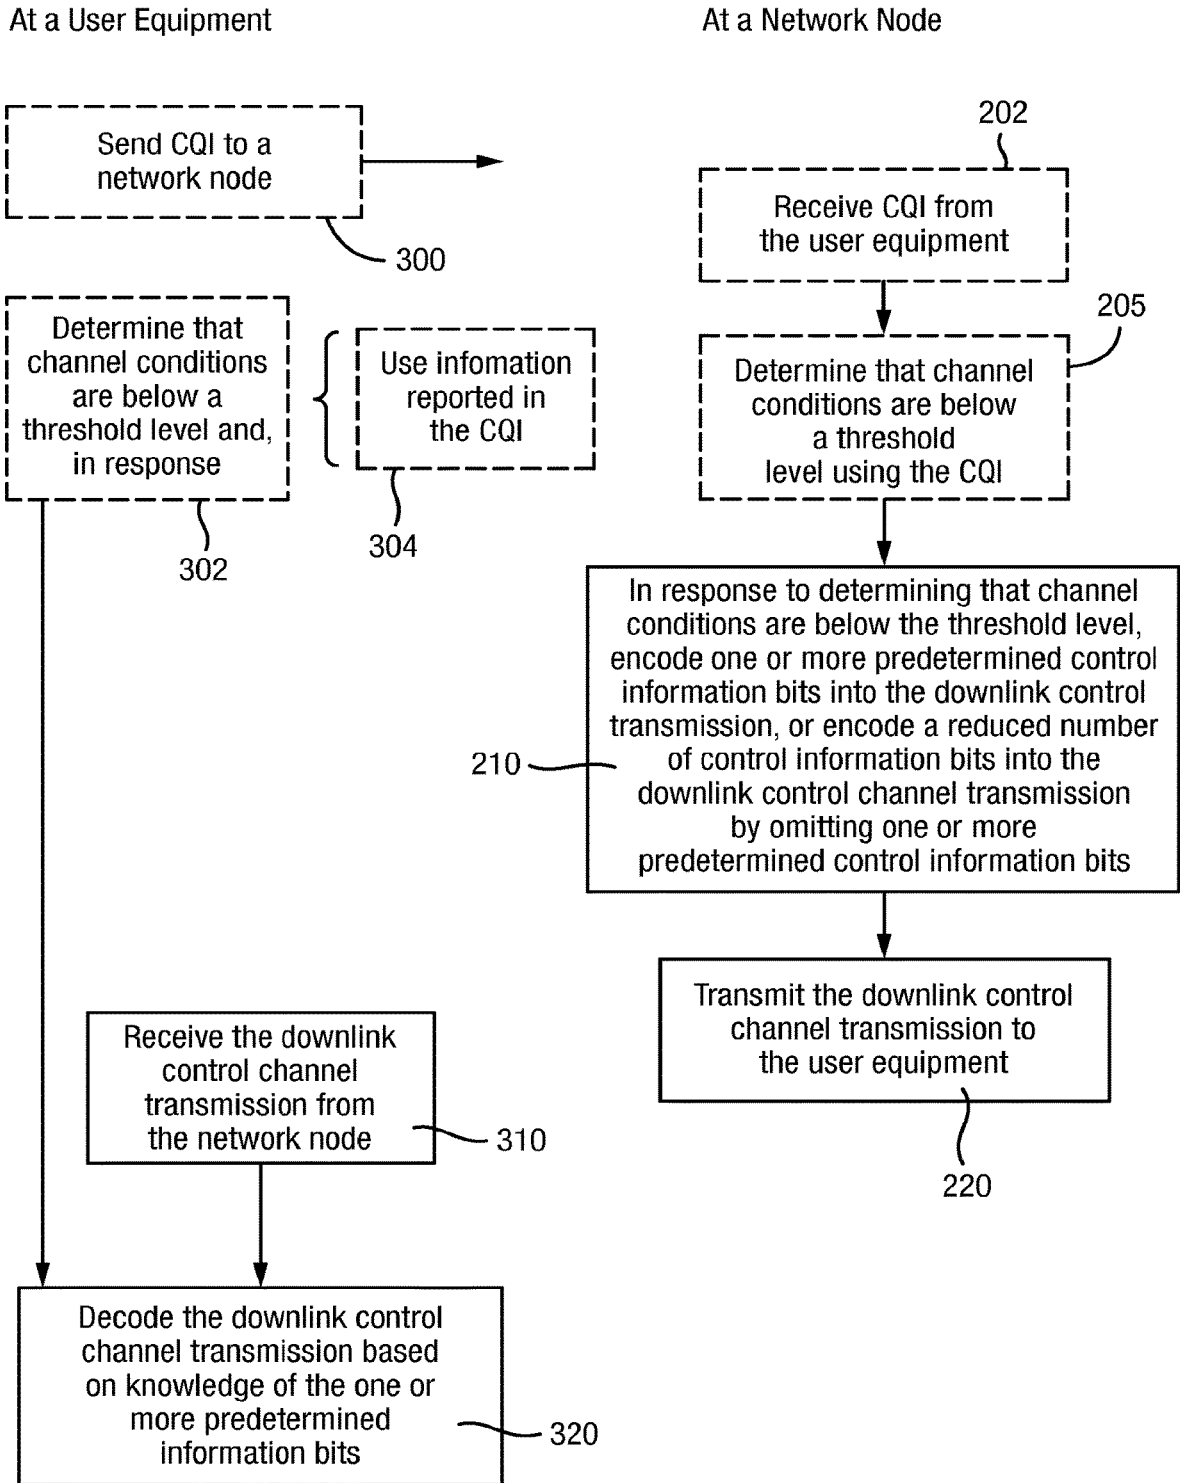 At a User Equipment
Send CQI to a
network node
300
Determine that
channel conditions
are below a
threshold level and,
in response
302
Use infomation
reported in
the CQI
304
Receive the downlink
control channel
transmission from
the network node
310
Decode the downlink control
channel transmission based
on knowledge of the one or
more predetermined
information bits
320
At a Network Node
202
Receive CQI from
the user equipment
205
Determine that channel
conditions are below
a threshold
level using the CQI
In response to determining that channel
conditions are below the threshold level,
encode one or more predetermined control
information bits into the downlink control
transmission, or encode a reduced number
of control information bits into the
downlink control channel transmission
by omitting one or more
predetermined control information bits
210
Transmit the downlink control
channel transmission to
the user equipment
220